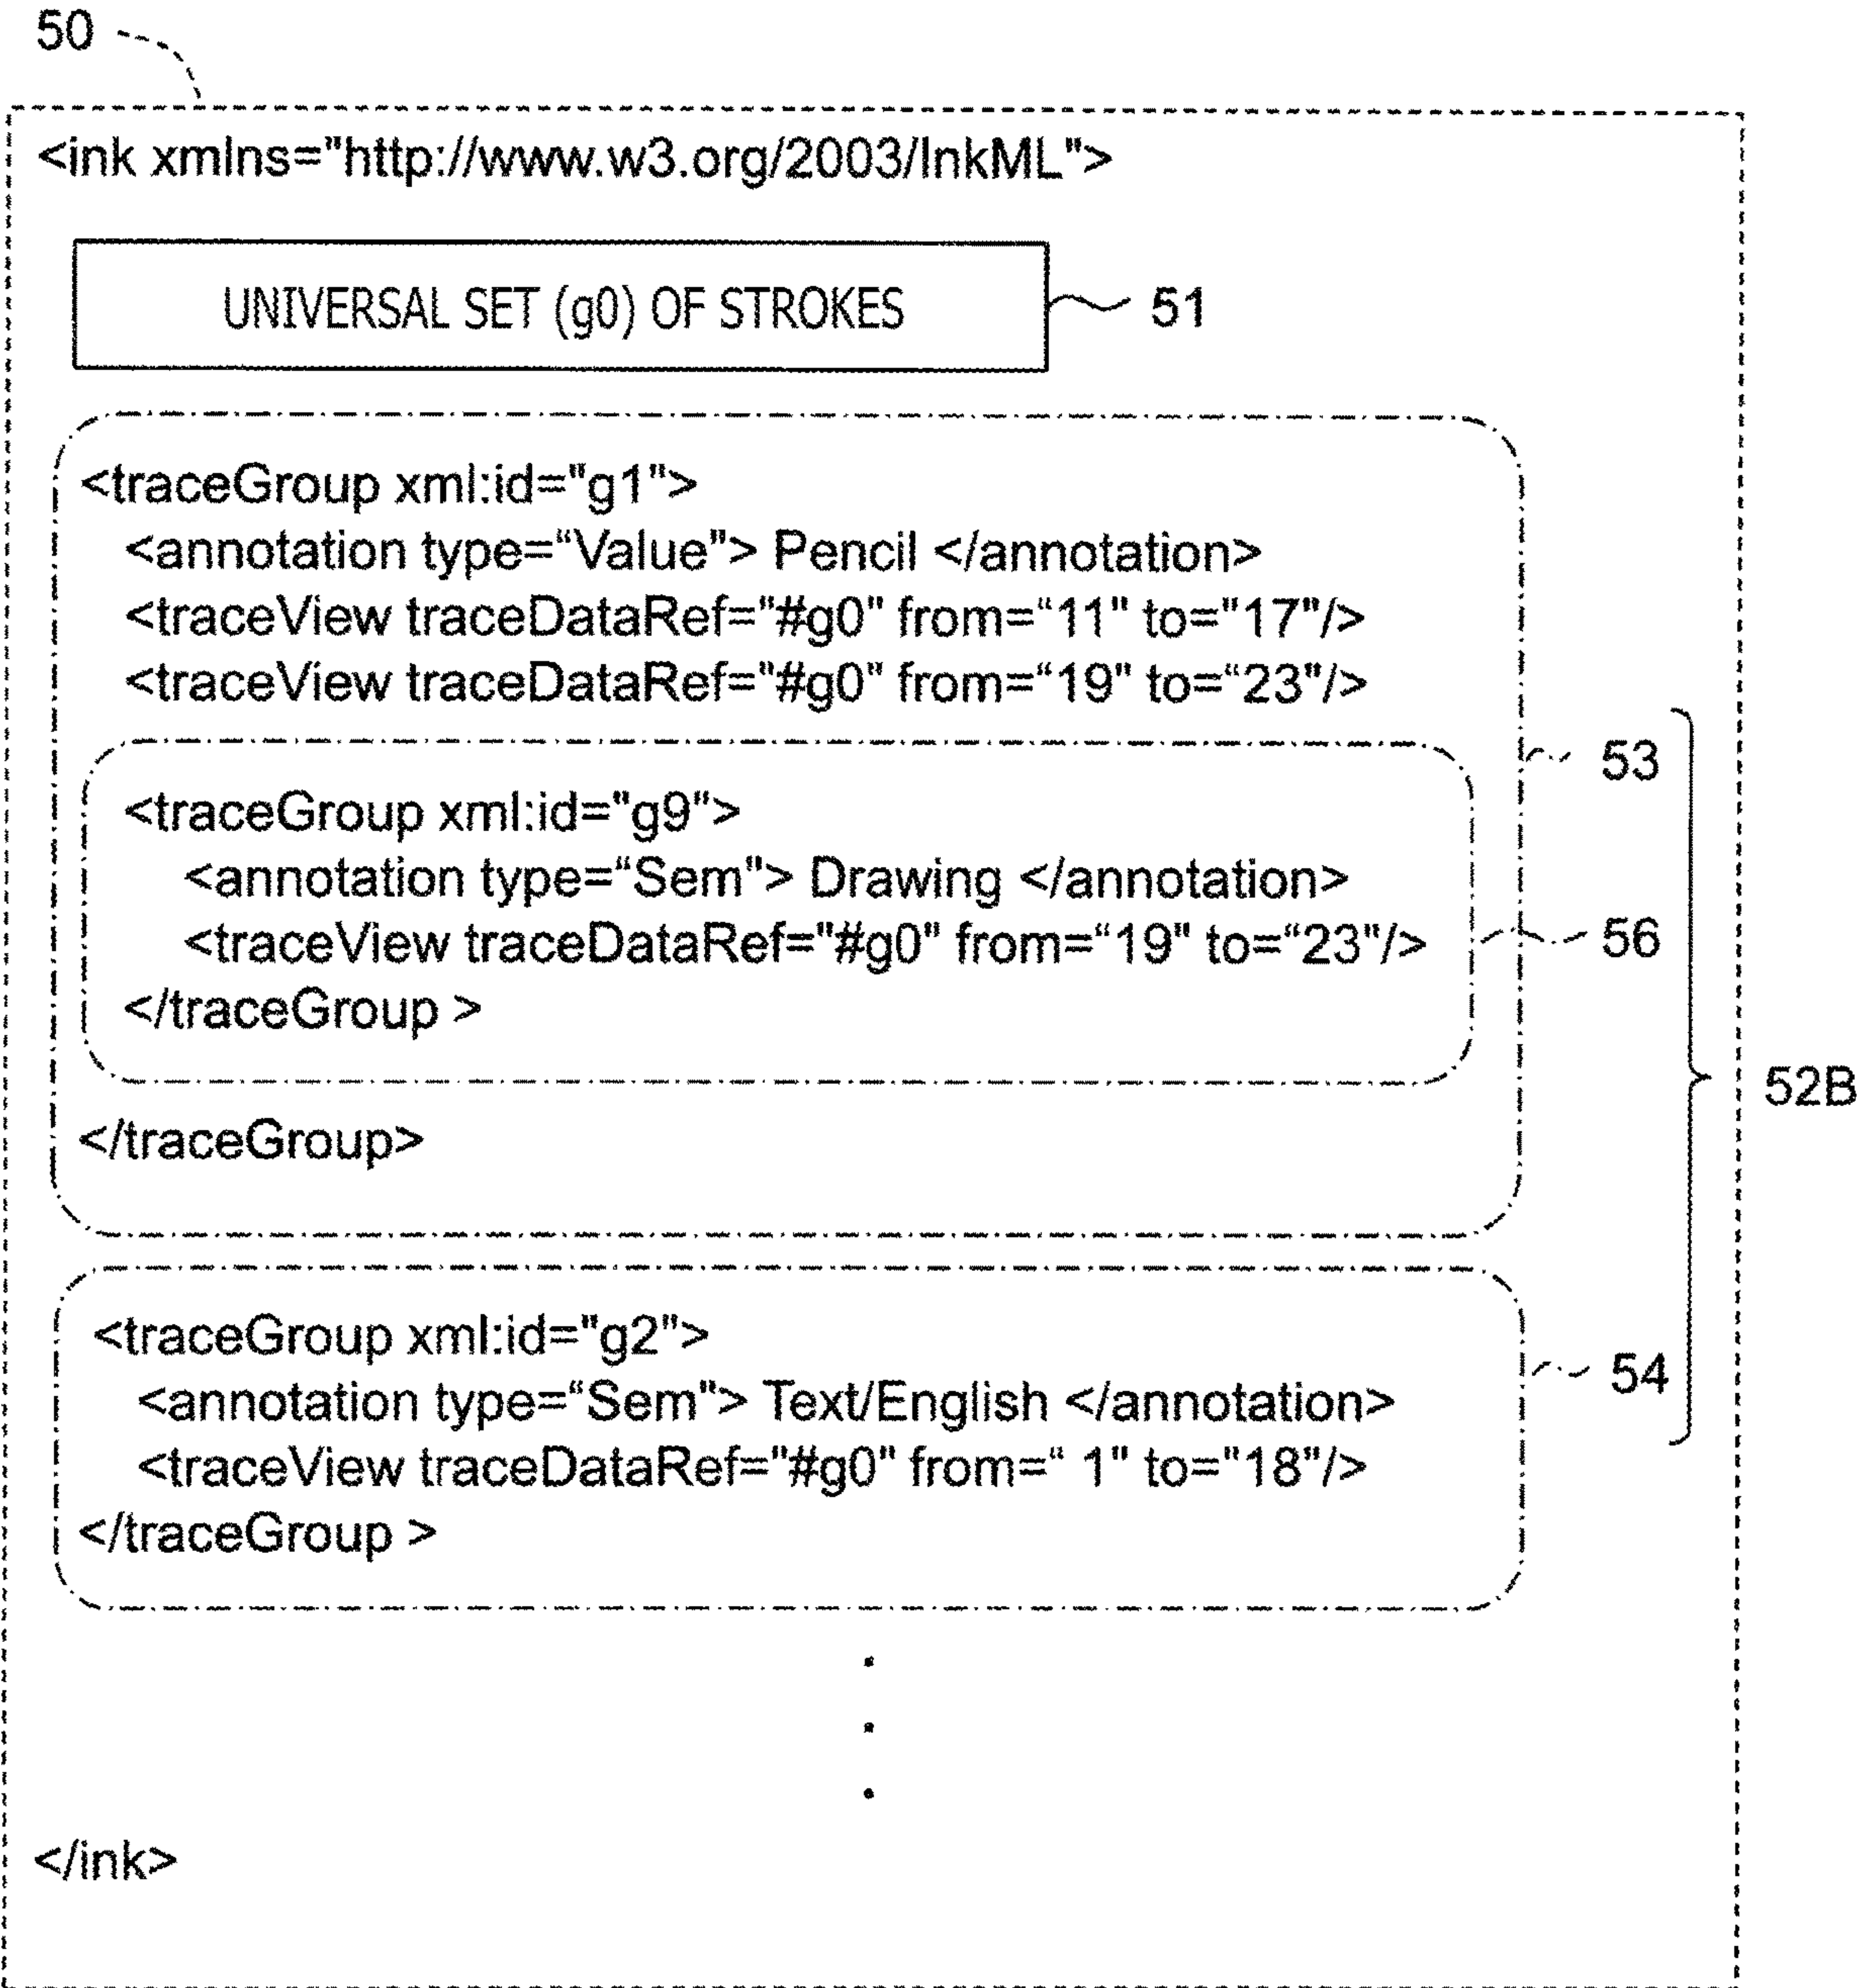 50
<ink xmlns="http://www.w3.org/2003/InkML">
UNIVERSAL SET (g0) OF STROKES
51
<traceGroup xml:id="g1">
<annotation type=“Value"> Pencil </annotation>
<traceView traceDataRef="#g0" from=“11" to="17"/>
<traceView traceDataRef="#g0" from=“19" to=“23"/>
53
<traceGroup xml:id="g9">
<annotation type=“Sem"> Drawing </annotation>
<traceView traceDataRef="#g0" from=“19" to=“23"/>
56
</traceGroup >
52B
</traceGroup>
<traceGroup xml:id="g2">
54
<annotation type=“Sem"> Text/English </annotation>
<traceView traceDataRef="#g0" from=“ 1" to="18"/>
</traceGroup >
.
.
.
</ink>